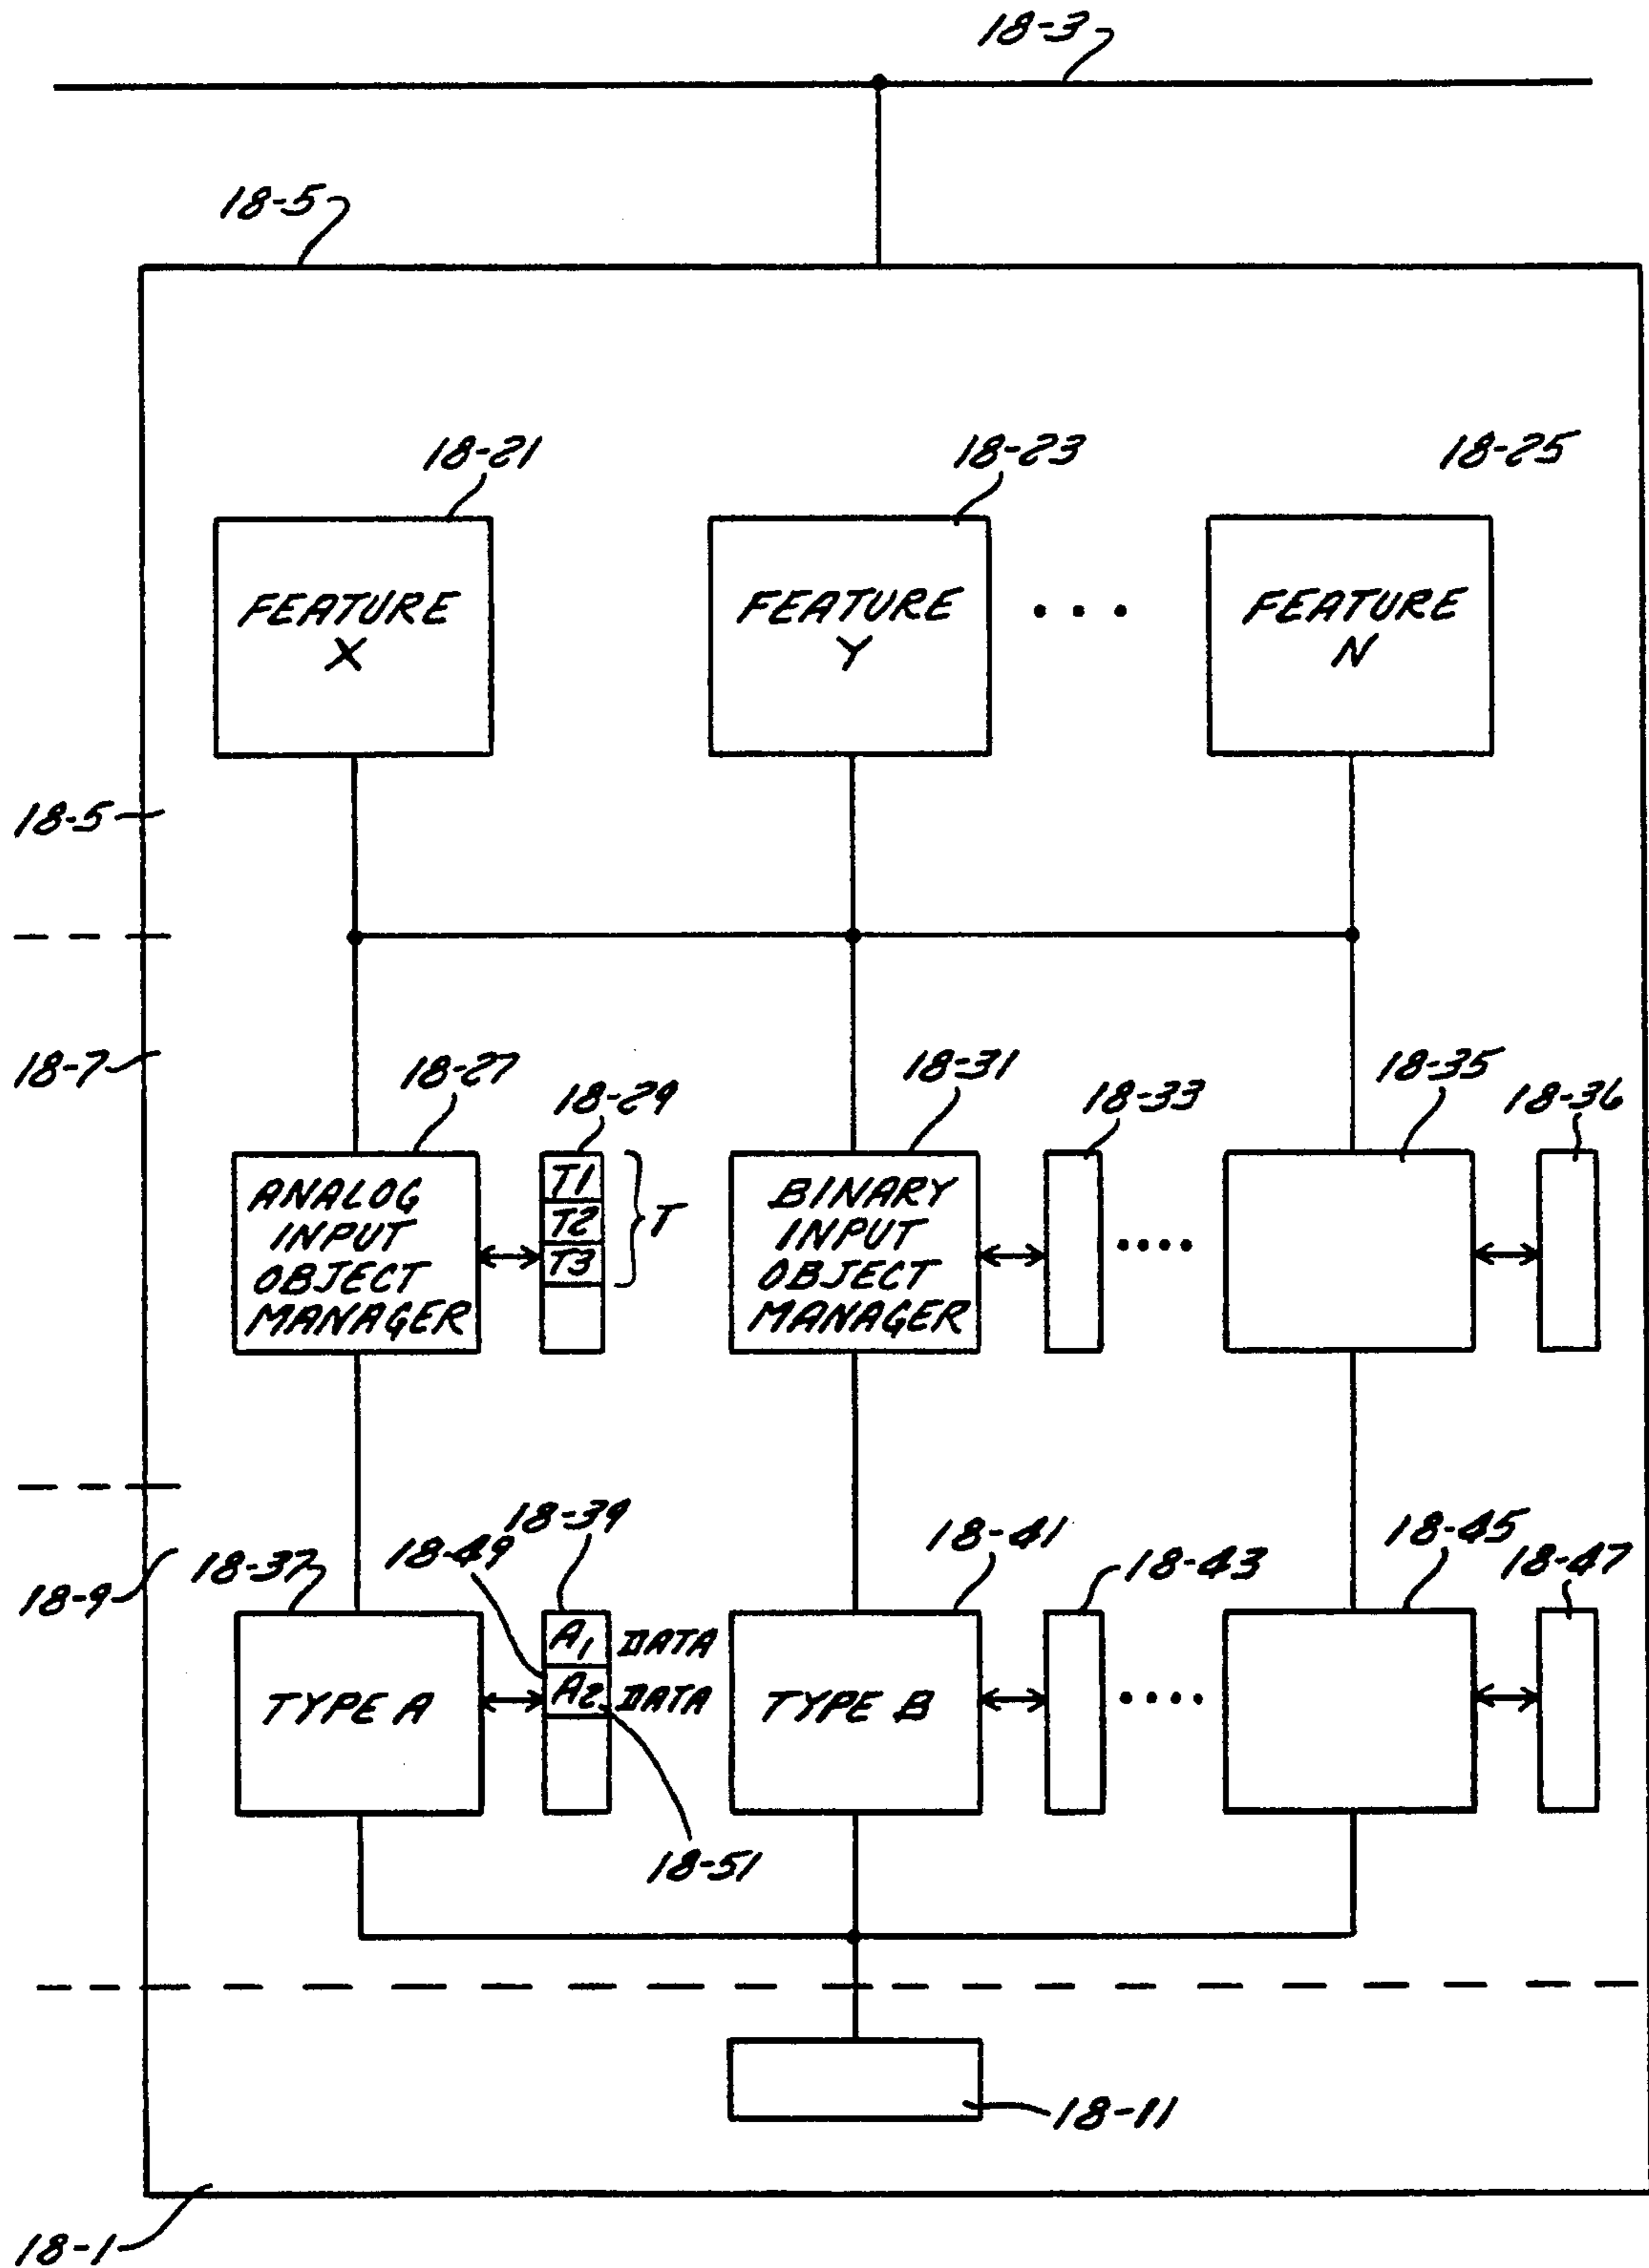 18-3
18-5
18-21
18-23
18-25
FEATURE
X
FEATURE
Y
• • •
FEATURE
N
18-5
18-7
18-27
18-29
18-31
18-33
18-35
18-36
ANALOG
INPUT
OBJECT
MANAGER
T1
T2
T3
T
BINARY
INPUT
OBJECT
MANAGER
••••
18-9
18-37
18-49
18-39
18-41
18-43
18-45
18-47
TYPE A
A1 DATA
A2 DATA
TYPE B
••••
18-51
18-11
18-1